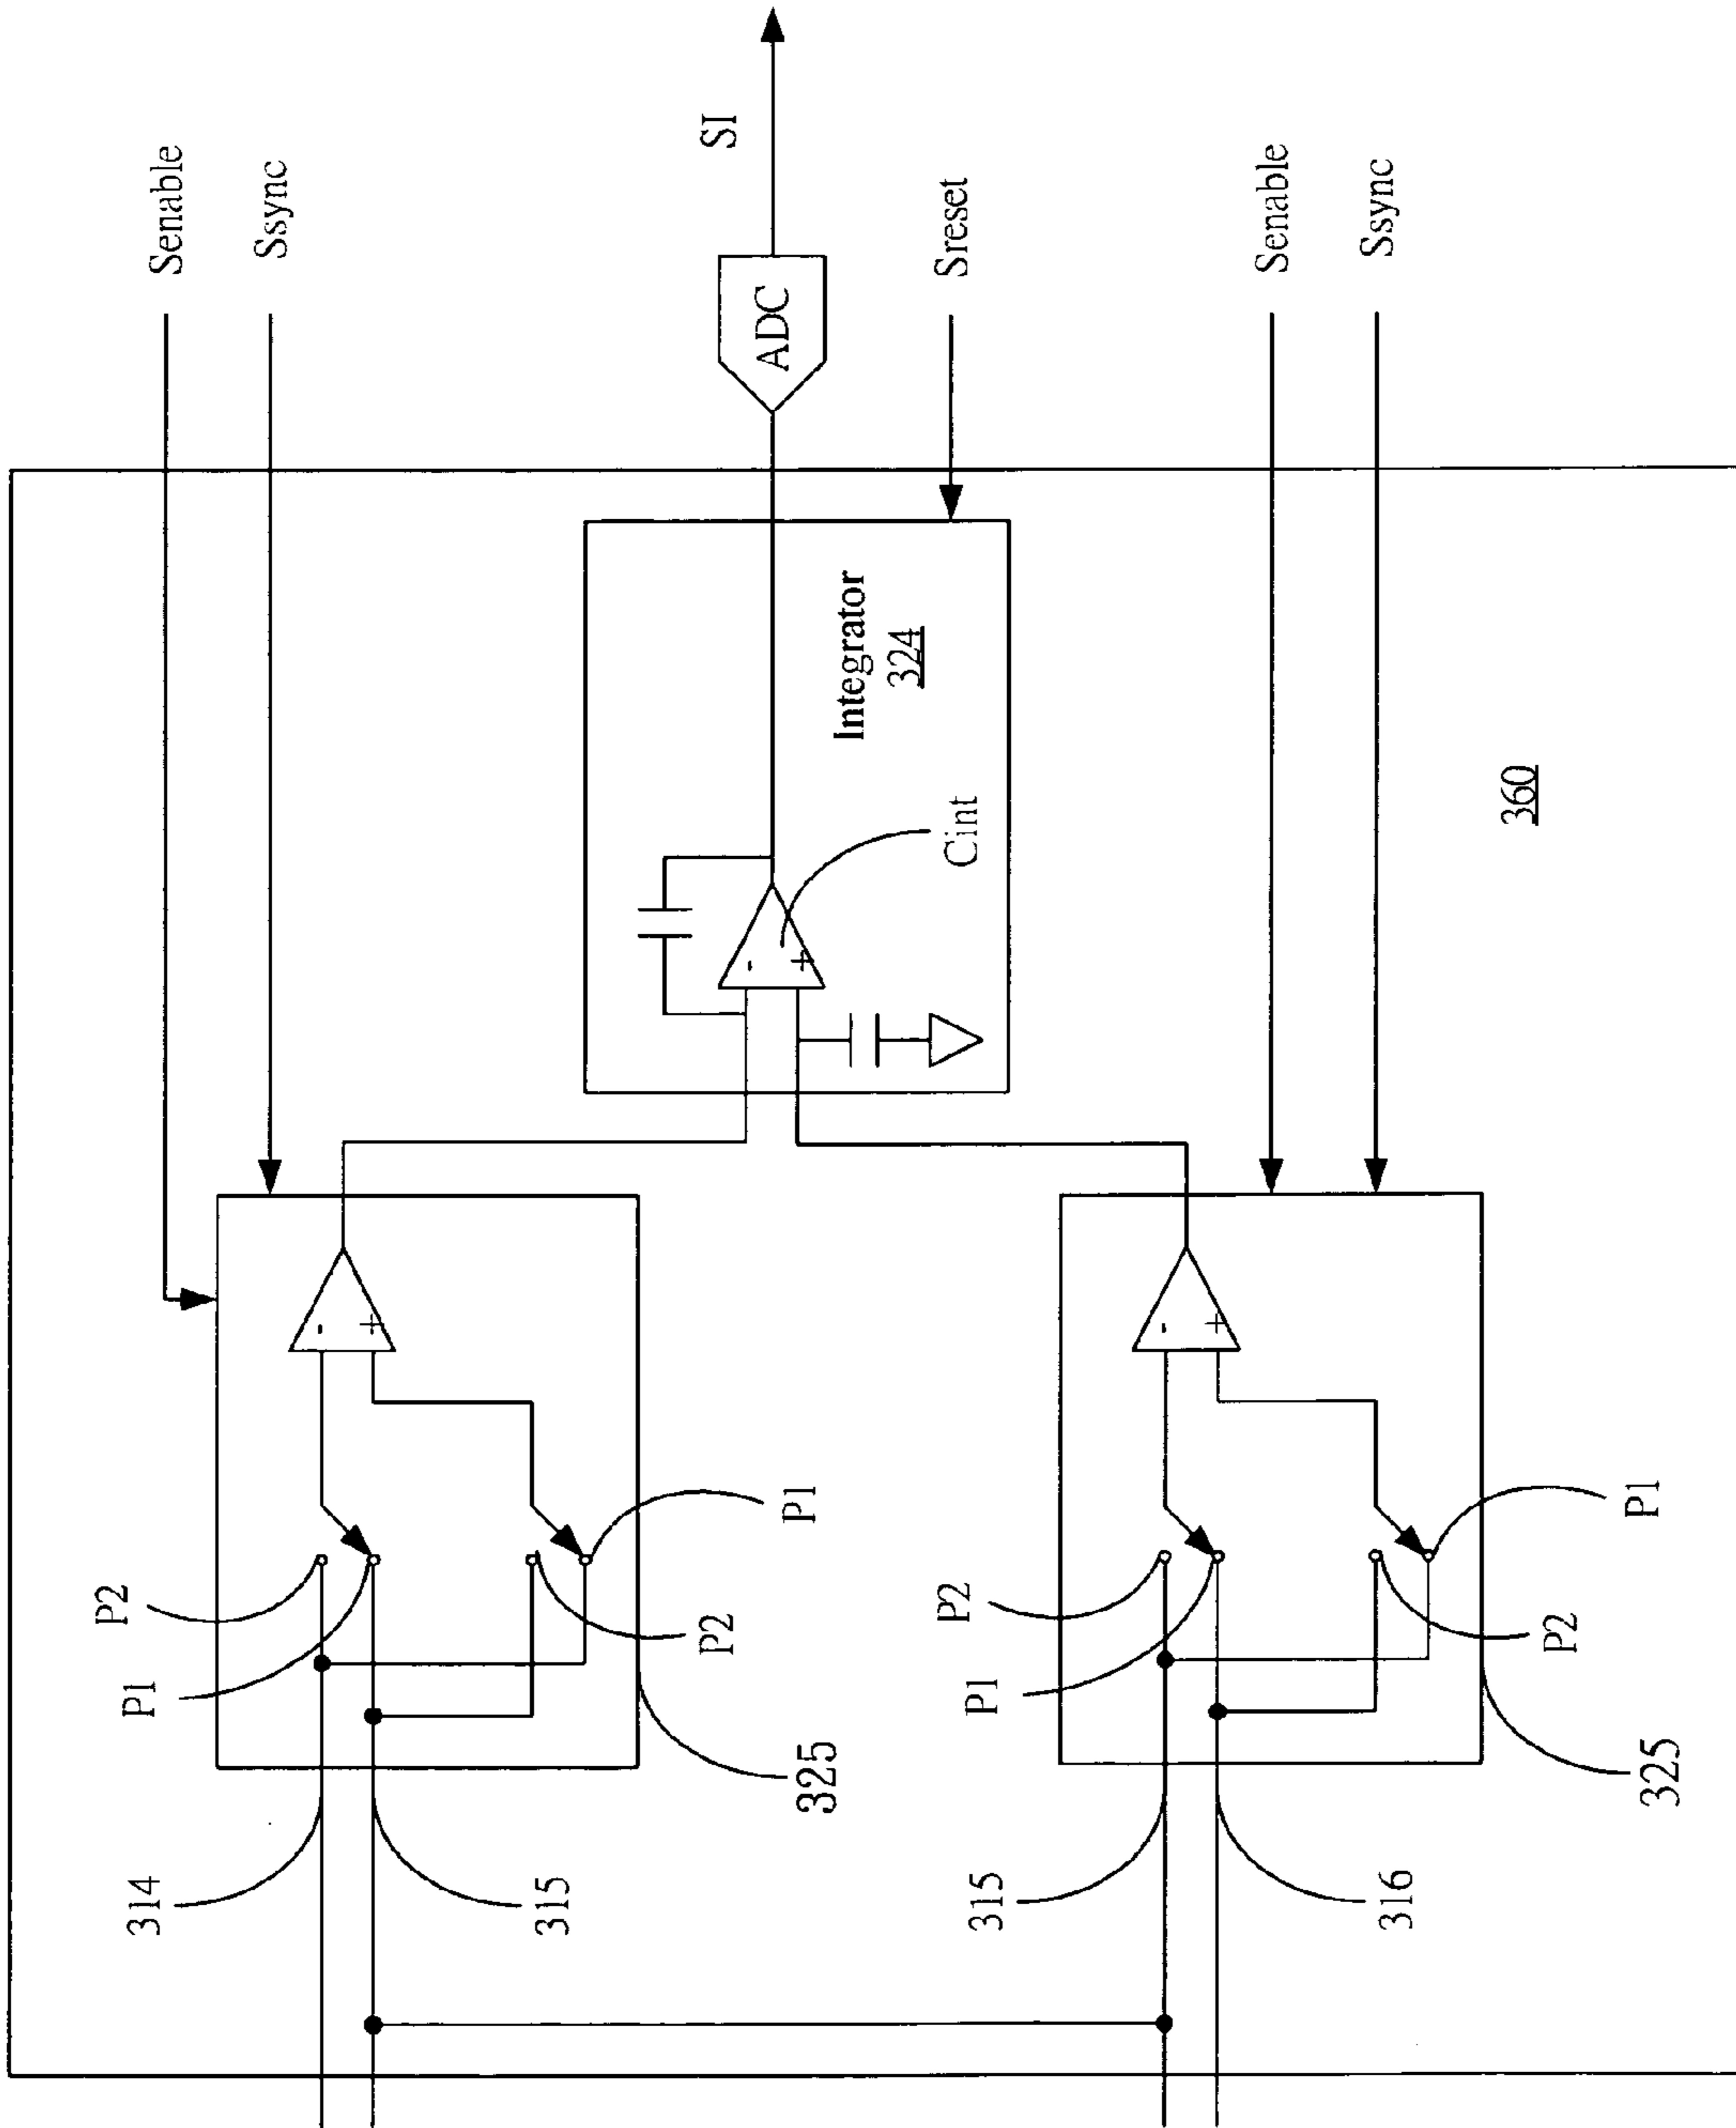 Senable
Ssync
SI
ADC
Sreset
Senable
Ssync
Integrator
324
Cint
-
+
360
-
+
-
+
P2
P1
P2
P1
P2
P1
P2
P1
314
315
325
315
316
325